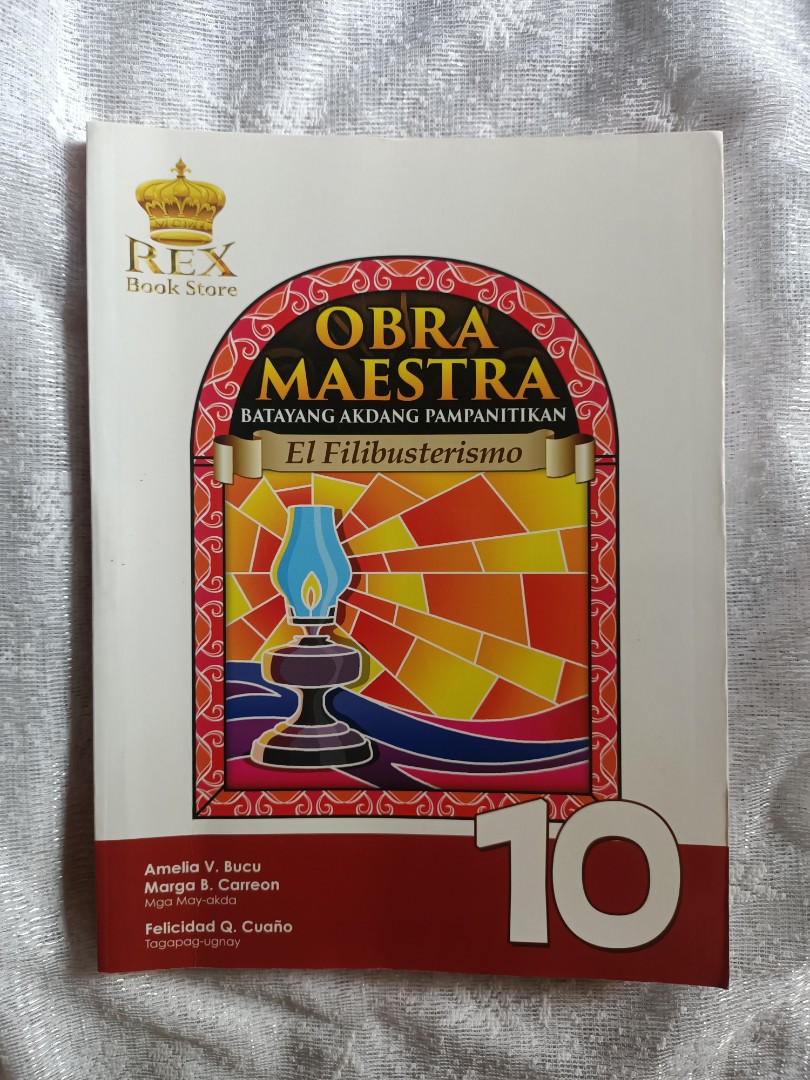 REX
Book Store
OBRA
MAESTRA
BATAYANG AKDANG PAMPANITIKAN
El Filibusterismo
10
Amelia V. Bucu
Marga B. Carreon
Mga May-akda
Felicidad Q. Cuaño
Tagapag-ugnay